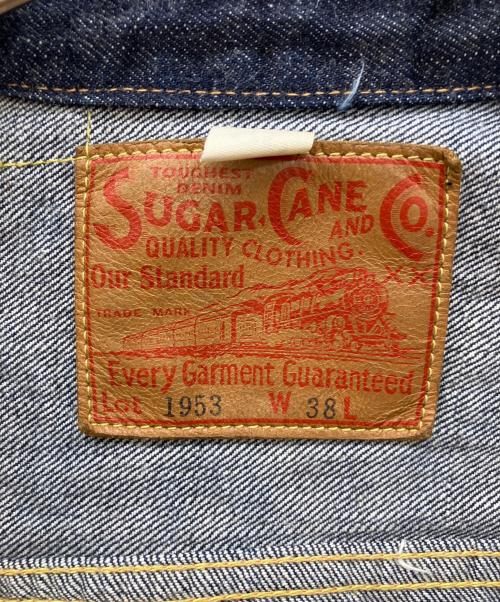 TOUGHEST
DENIM
SUGAR CANE CO.
AND
QUALITY CLOTHING.
Our Standard XX
TRADE MARK
Every Garment Guaranteed
Lot 1953 W 38 L